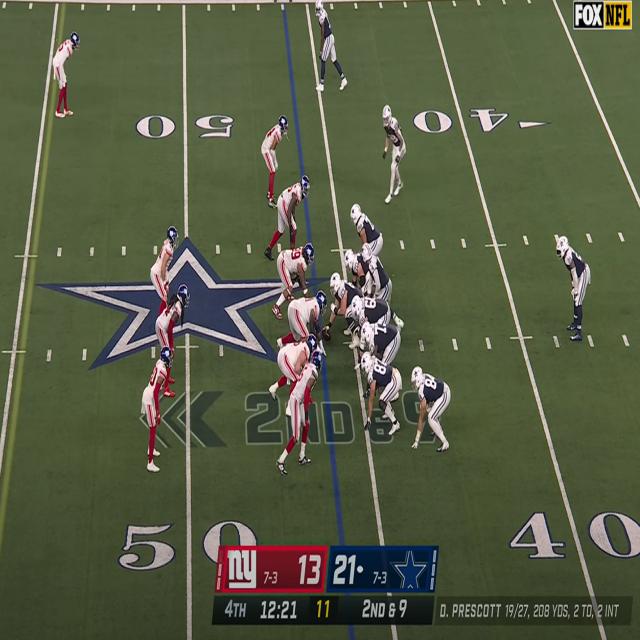 FOX NFL
50
40
2ND & 9
50
40
ny 7-3 13 21 7-3
4TH 12:21 11 2ND & 9 D. PRESCOTT 19/27, 208 YDS, 2 TD, 2 INT